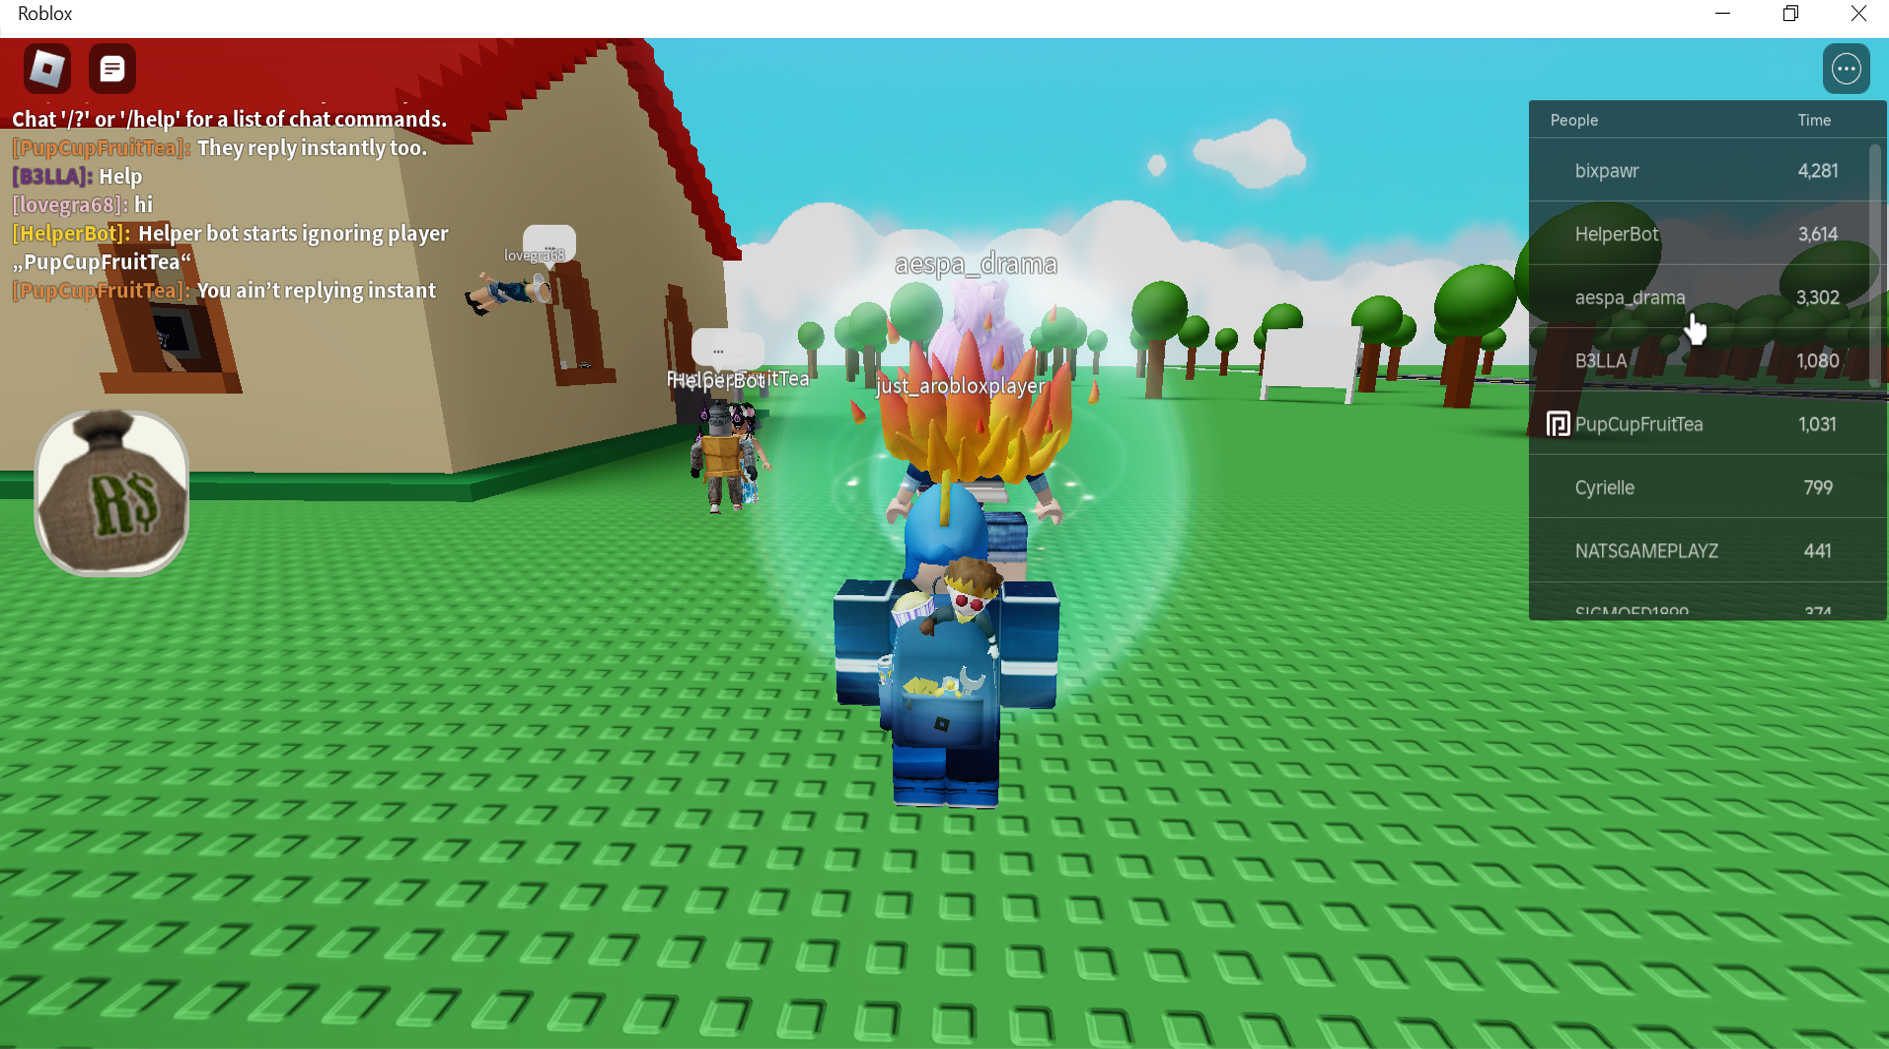 Roblox
Chat '/?' or '/help' for a list of chat commands.
[PupCupFruitTea]: They reply instantly too.
[B3LLA]: Help
[lovegra68]: hi
[HelperBot]: Helper bot starts ignoring player
„PupCupFruitTea“
[PupCupFruitTea]: You ain’t replying instant
...
lovegra68
aespa_drama
...
HelperBot
just_arobloxplayer
R$
People Time
bixpawr 4,281
HelperBot 3,614
aespa_drama 3,302
B3LLA 1,080
PupCupFruitTea 1,031
Cyrielle 799
NATSGAMEPLAYZ 441
374